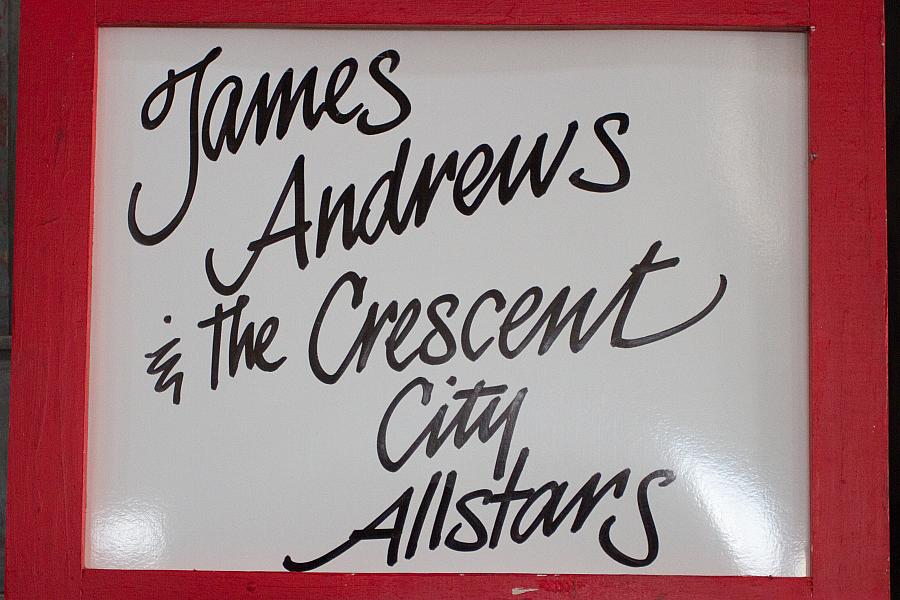 James
Andrews
& The Crescent
City
Allstars